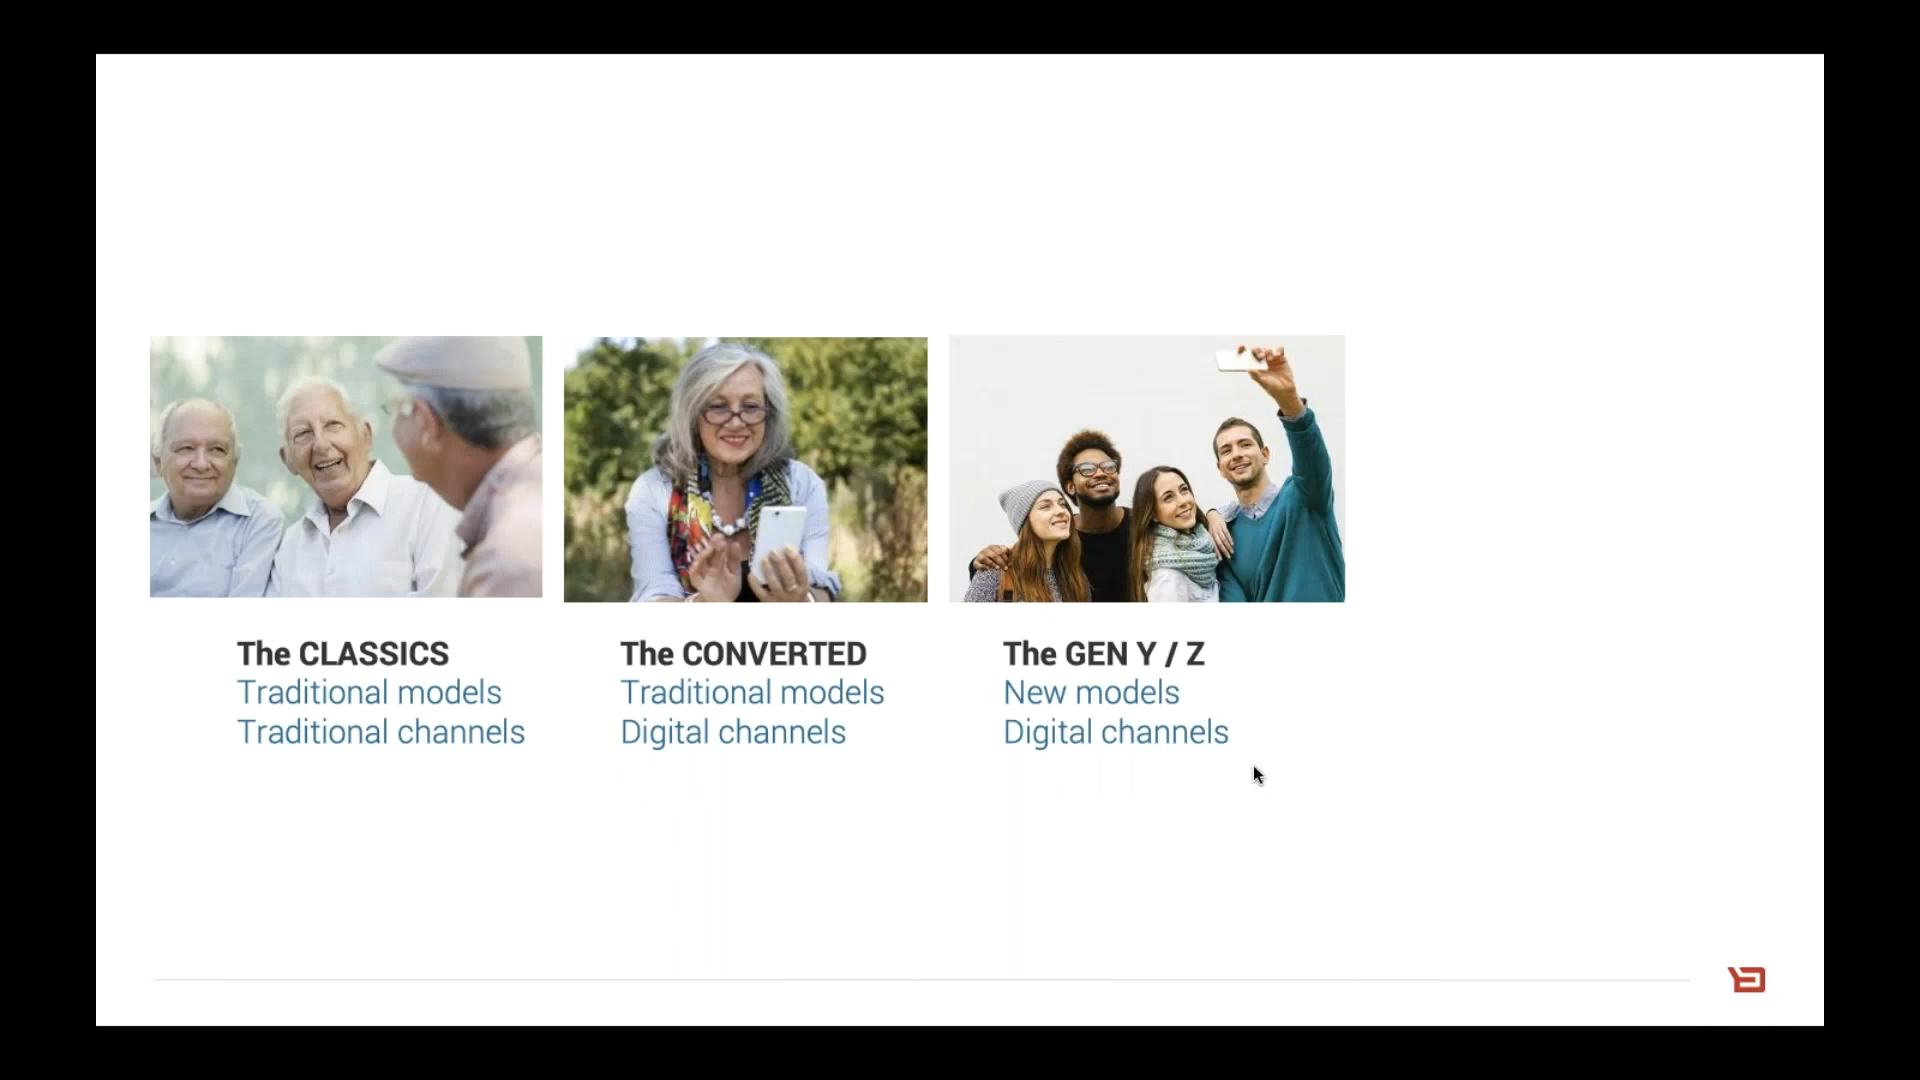 The CLASSICS
Traditional models
Traditional channels
The CONVERTED
Traditional models
Digital channels
The GEN Y / Z
New models
Digital channels